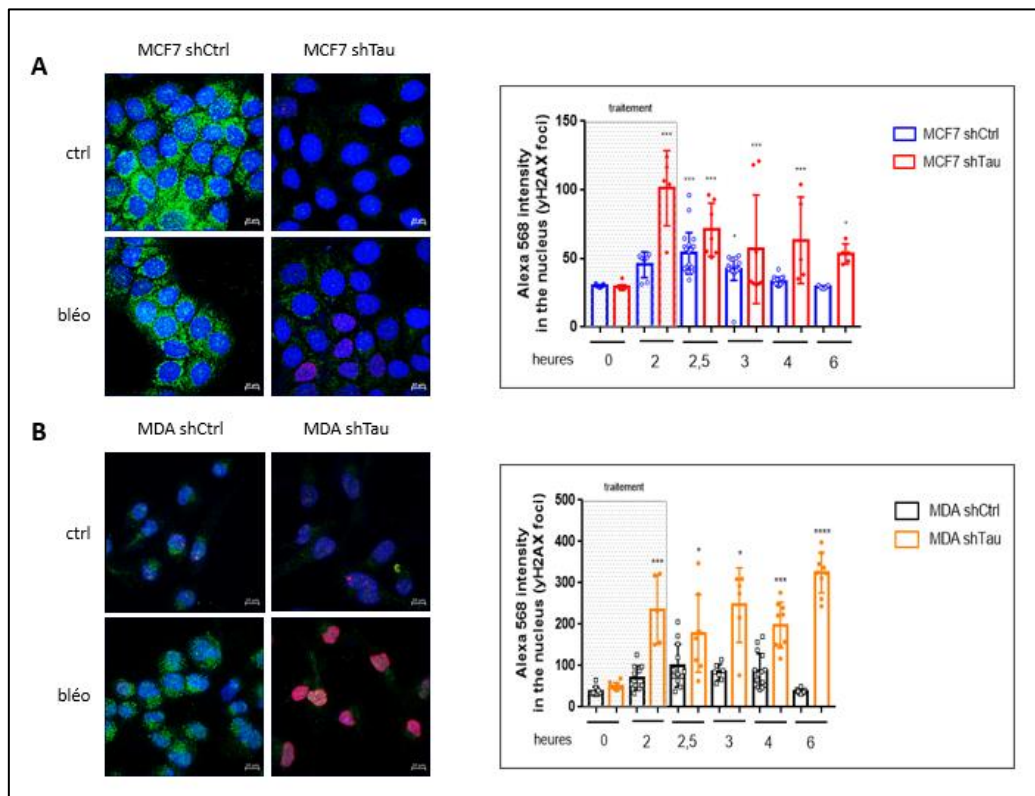 A
MCF7 shCtrl
MCF7 shTau
ctrl
bléo
traitement
Alexa 568 intensity
in the nucleus (yH2AX foci)
150
100
50
0
***
***
***
*
***
***
*
MCF7 shCtrl
MCF7 shTau
heures
0
2
2,5
3
4
6
B
MDA shCtrl
MDA shTau
ctrl
bléo
traitement
Alexa 568 intensity
in the nucleus (yH2AX foci)
500
400
300
200
100
0
***
*
*
***
****
MDA shCtrl
MDA shTau
heures
0
2
2,5
3
4
6